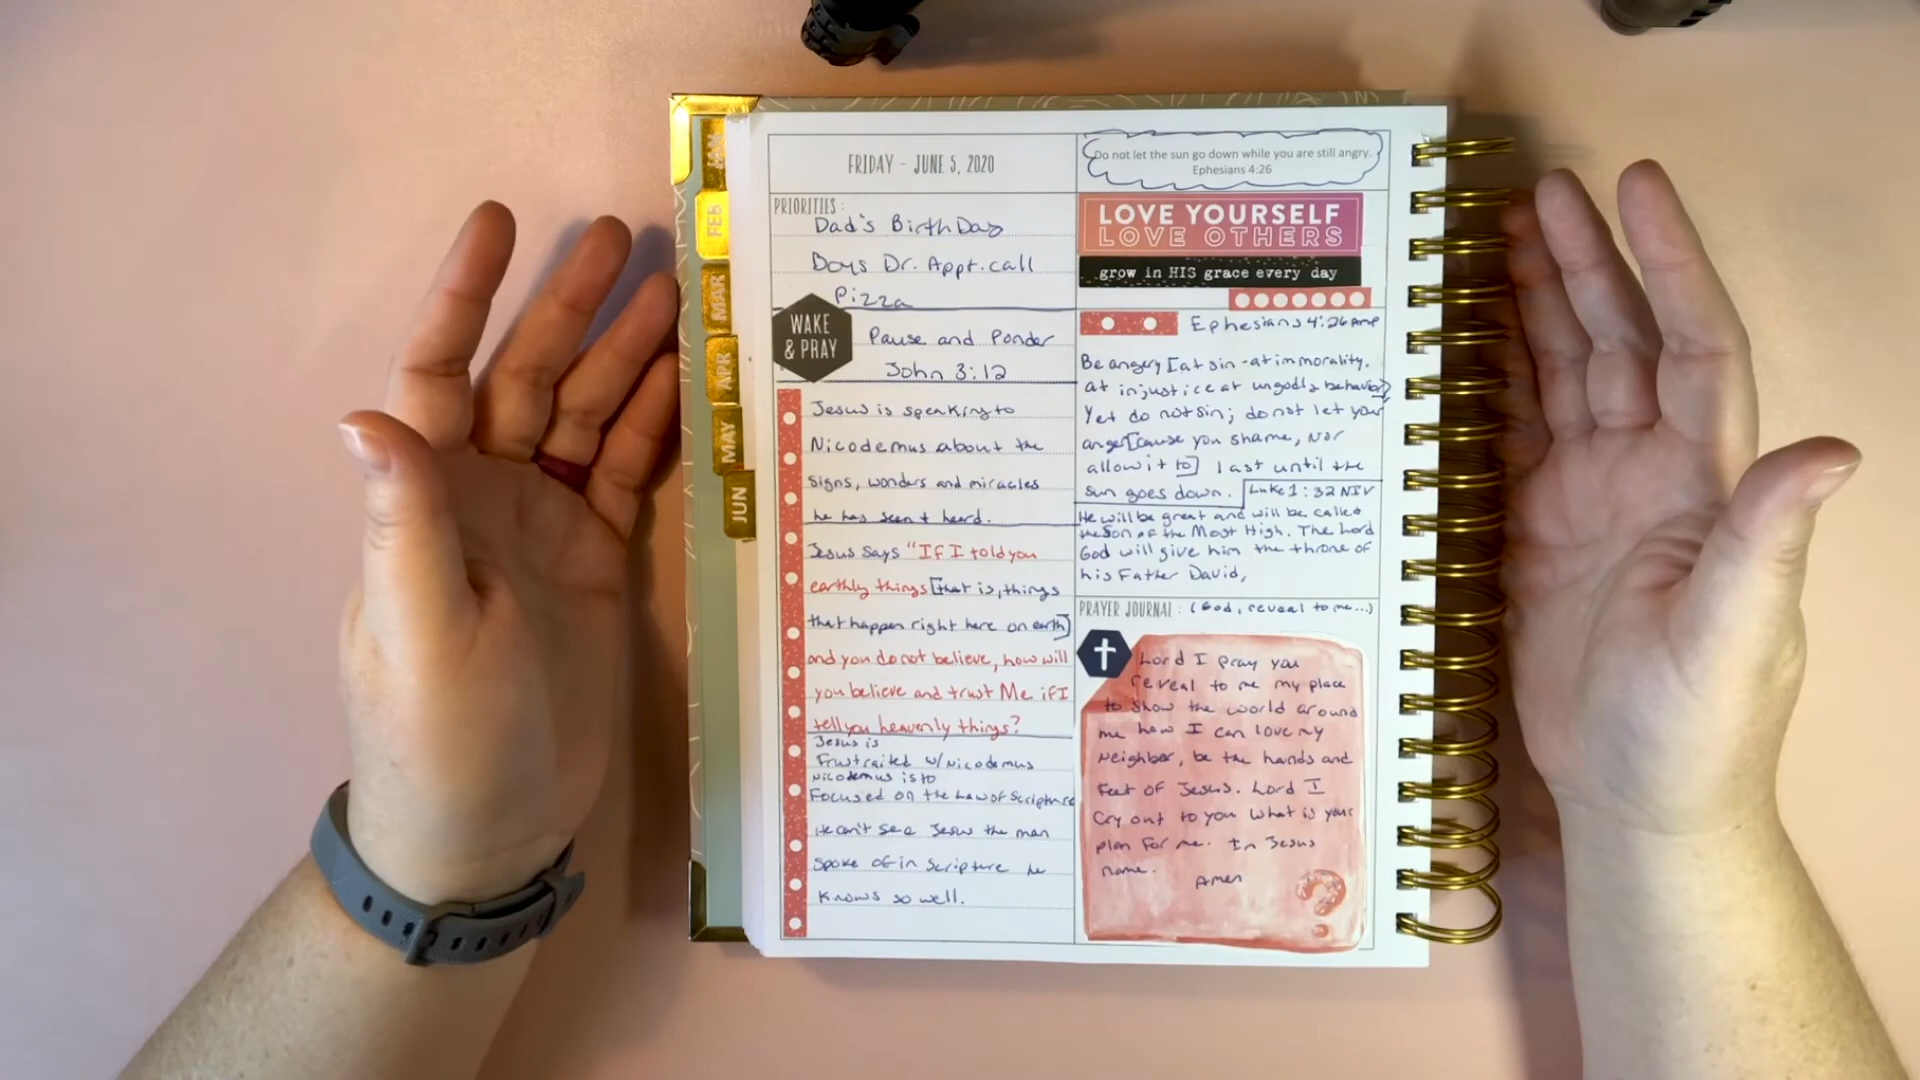 JAN
FEB
MAR
APR
MAY
JUN
FRIDAY - JUNE 5, 2020
Do not let the sun go down while you are still angry.
Ephesians 4:26
PRIORITIES :
Dad's BirthDay
Boys Dr. Appt. call
Pizza
WAKE
& PRAY
Pause and Ponder
John 3:12
Jesus is speaking to
Nicodemus about the
signs, wonders and miracles
he has seen + heard.
Jesus says "If I told you
earthly things [that is, things
that happen right here on earth]
and you do not believe, how will
you believe and trust Me if I
tell you heavenly things?
Jesus is
Frustraited w/Nicodemus
Nicodemus is to
Focused on the Law of Scripture
He can't see Jesus the man
spoke of in Scripture he
knows so well.
LOVE YOURSELF
LOVE OTHERS
grow in HIS grace every day
Ephesians 4:26 AMP
Be angery [at sin - at immorality,
at injustice at ungodly behavior]
Yet do not sin; do not let your
anger [cause you shame, nor
allow it to] last until the
sun goes down.
Luke 1:32 NIV
He will be great and will be called
the Son of the Most High. The Lord
God will give him the throne of
his Father David,
PRAYER JOURNAL : (God, reveal to me...)
Lord I pray you
reveal to me my place
to show the world around
me how I can love my
Neighbor, be the hands and
Feet of Jesus. Lord I
Cry out to you what is your
plan for me. In Jesus
name.
Amen
?